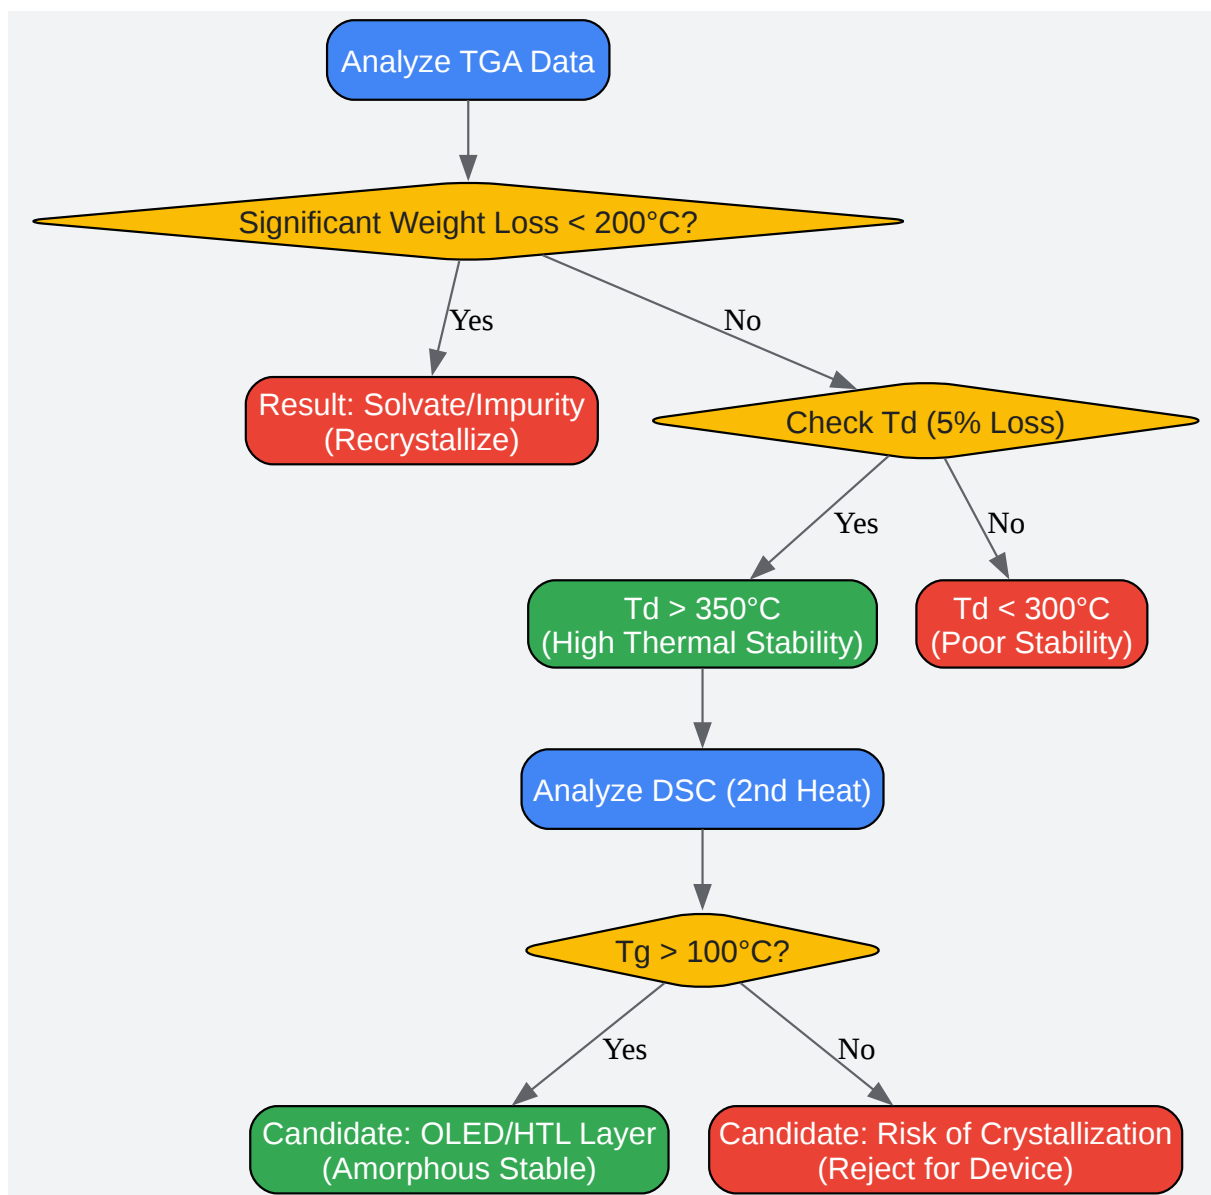 Analyze TGA Data
Significant Weight Loss < 200°C?
Yes
No
Result: Solvate/Impurity
(Recrystallize)
Check Td (5% Loss)
Yes
No
Td > 350°C
(High Thermal Stability)
Td < 300°C
(Poor Stability)
Analyze DSC (2nd Heat)
Tg > 100°C?
Yes
No
Candidate: OLED/HTL Layer
(Amorphous Stable)
Candidate: Risk of Crystallization
(Reject for Device)